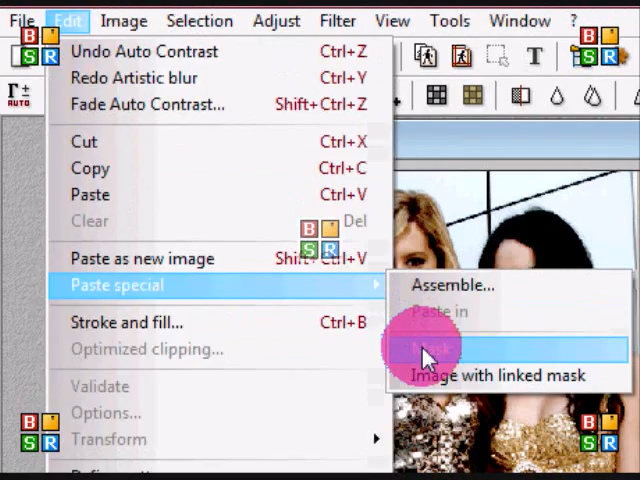 File Edit Image Selection Adjust Filter View Tools Window ?
B
S R
B
S R
T
Γ±
AUTO
Undo Auto Contrast Ctrl+Z
Redo Artistic blur Ctrl+Y
Fade Auto Contrast... Shift+Ctrl+Z
Cut Ctrl+X
Copy Ctrl+C
Paste Ctrl+V
Clear Del
B
S R
Paste as new image
Paste special
Assemble...
Paste in
Stroke and fill... Ctrl+B
Optimized clipping...
Mask
Image with linked mask
Validate
Options...
Transform
B
S R
B
S R